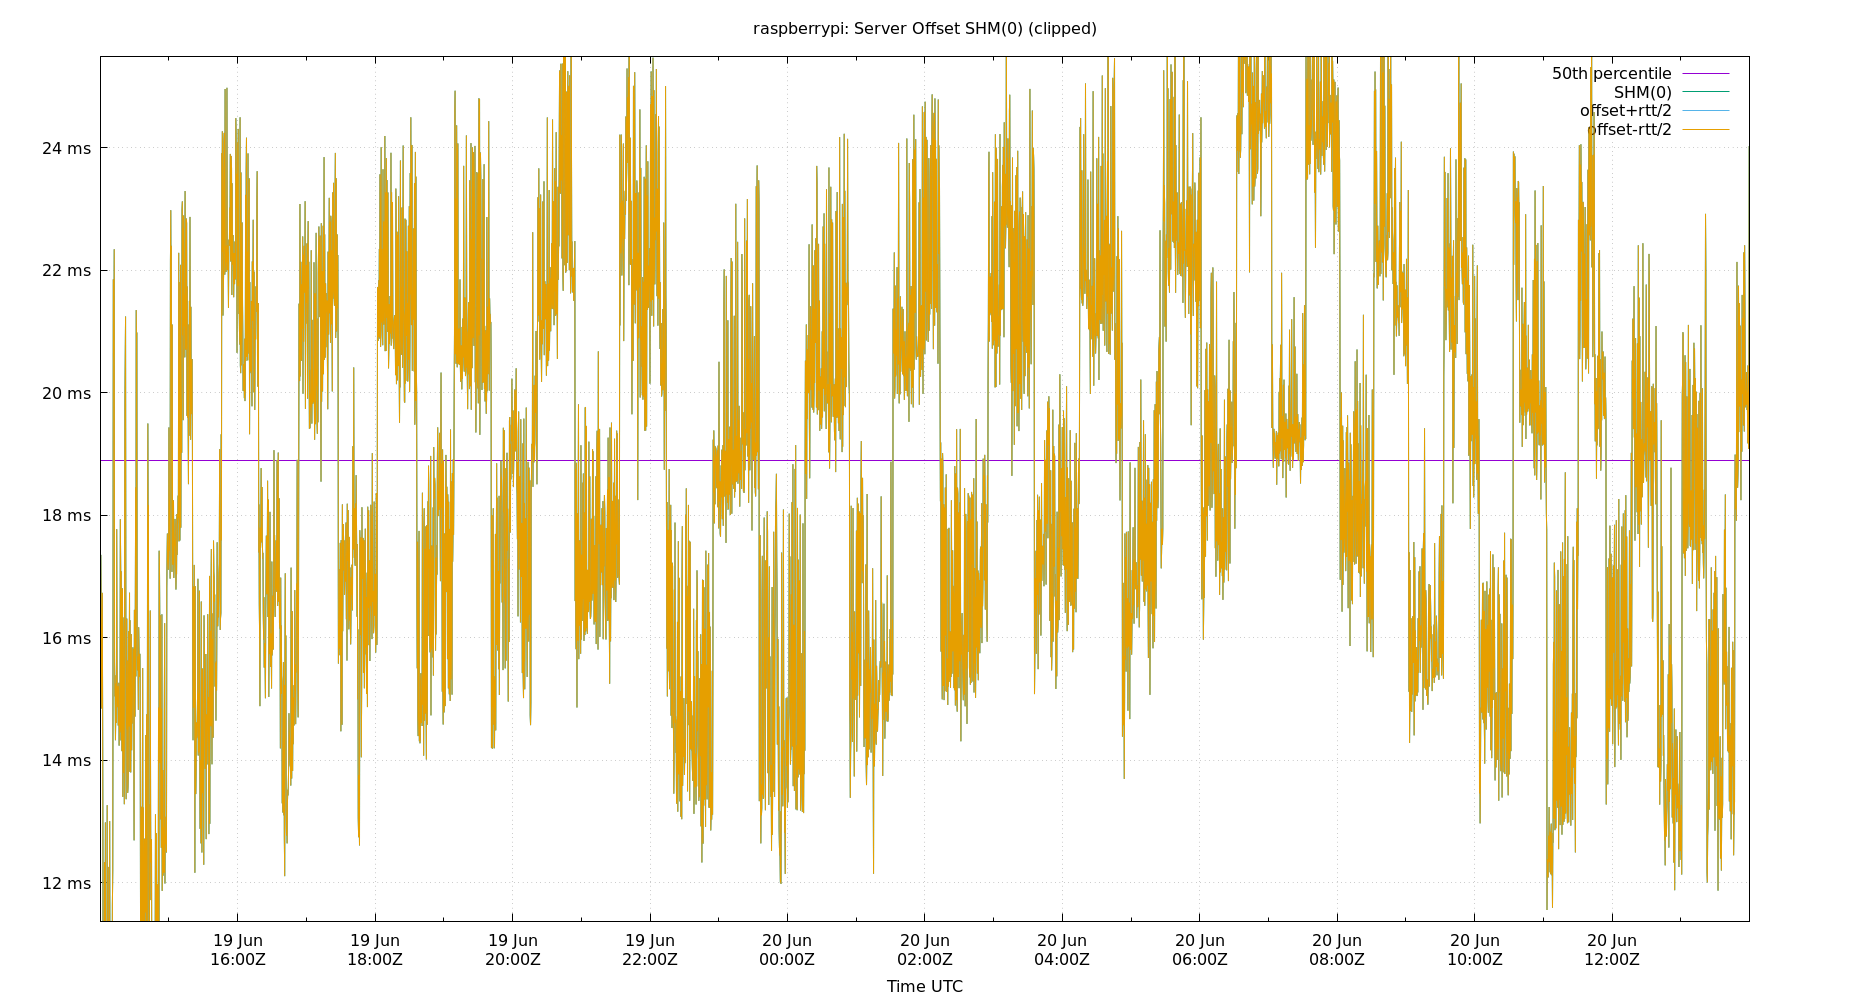 raspberrypi: Server Offset SHM(0) (clipped)
50th percentile
SHM(0)
offset+rtt/2
offset-rtt/2
24 ms
22 ms
20 ms
18 ms
16 ms
14 ms
12 ms
19 Jun 19 Jun 19 Jun 19 Jun 20 Jun 20 Jun 20 Jun 20 Jun 20 Jun 20 Jun 20 Jun
16:00Z 18:00Z 20:00Z 22:00Z 00:00Z 02:00Z 04:00Z 06:00Z 08:00Z 10:00Z 12:00Z
Time UTC